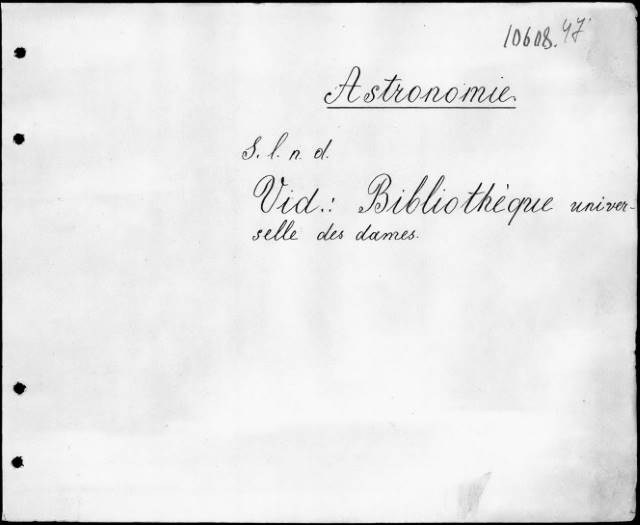 10608.47
Astronomie.
S. l. n. d.
Vid.: Bibliothèque univer-
selle des dames.